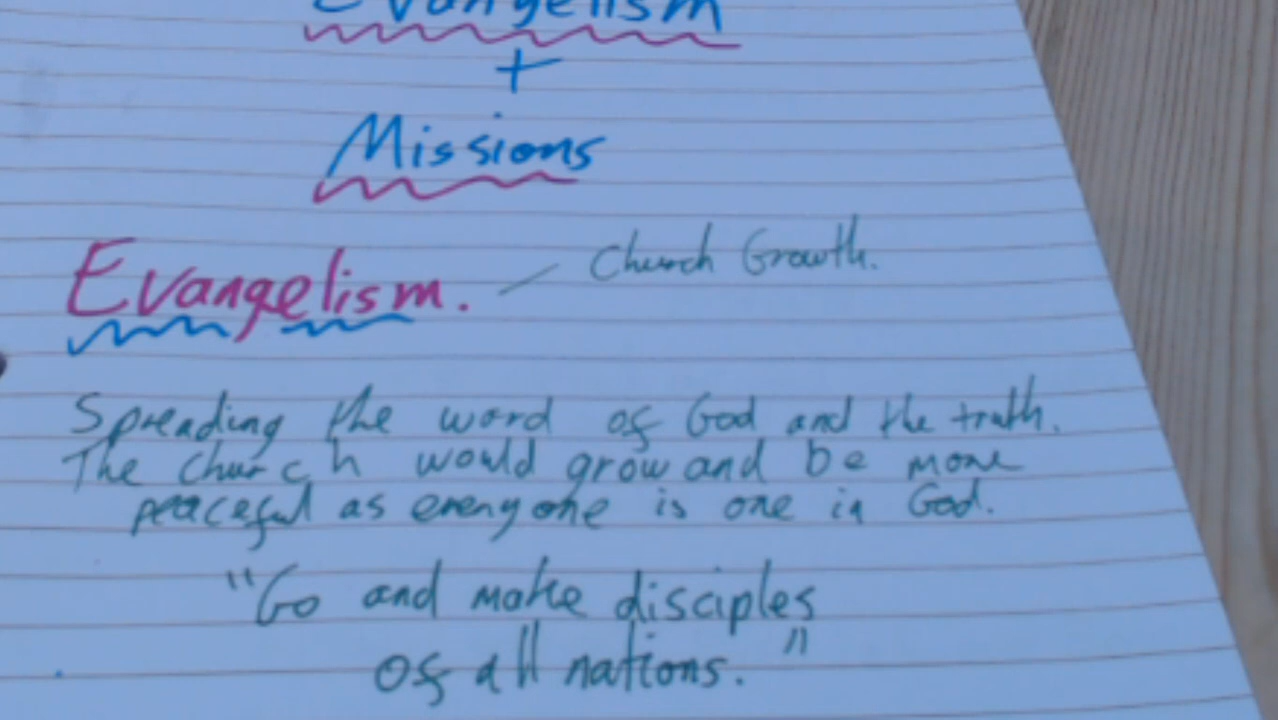 Evangelism
+
Missions
Evangelism. - Church Growth.
Spreading the word of God and the truth.
The church would grow and be more
peaceful as everyone is one in God.
"Go and make disciples
of all nations."